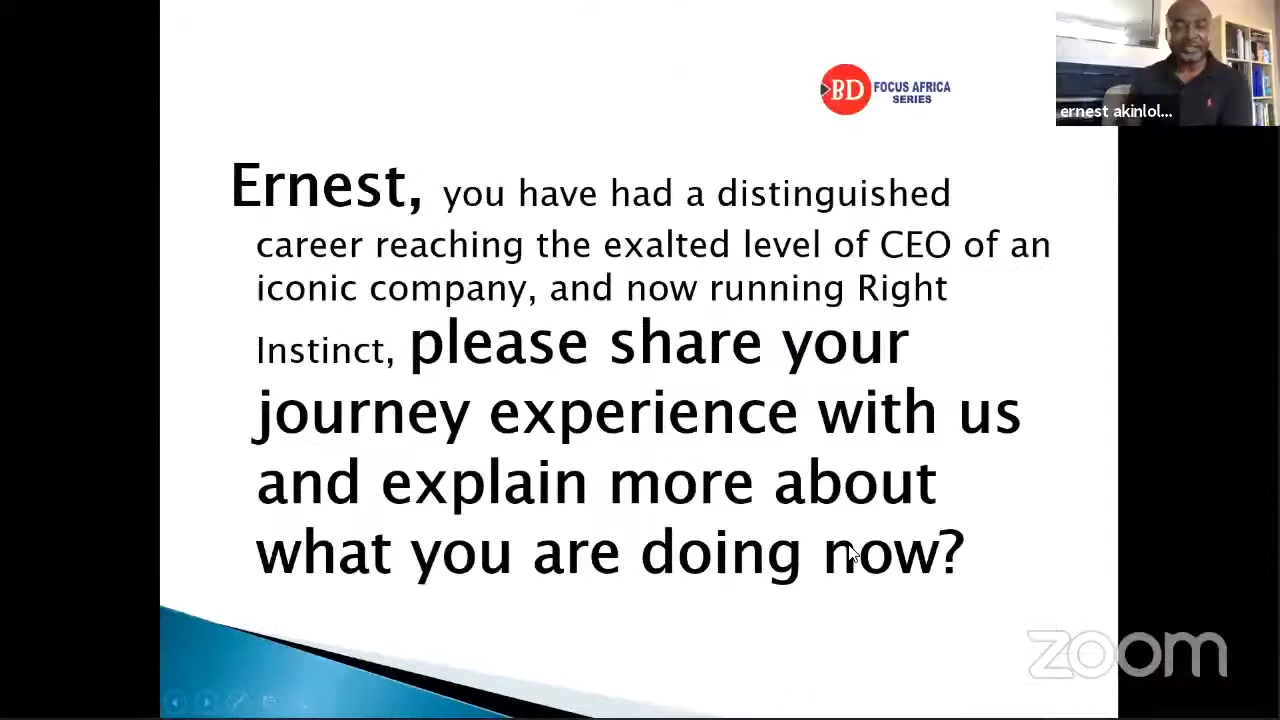 BD FOCUS AFRICA
SERIES
ernest akinlol...
Ernest, you have had a distinguished
career reaching the exalted level of CEO of an
iconic company, and now running Right
Instinct, please share your
journey experience with us
and explain more about
what you are doing now?
zoom